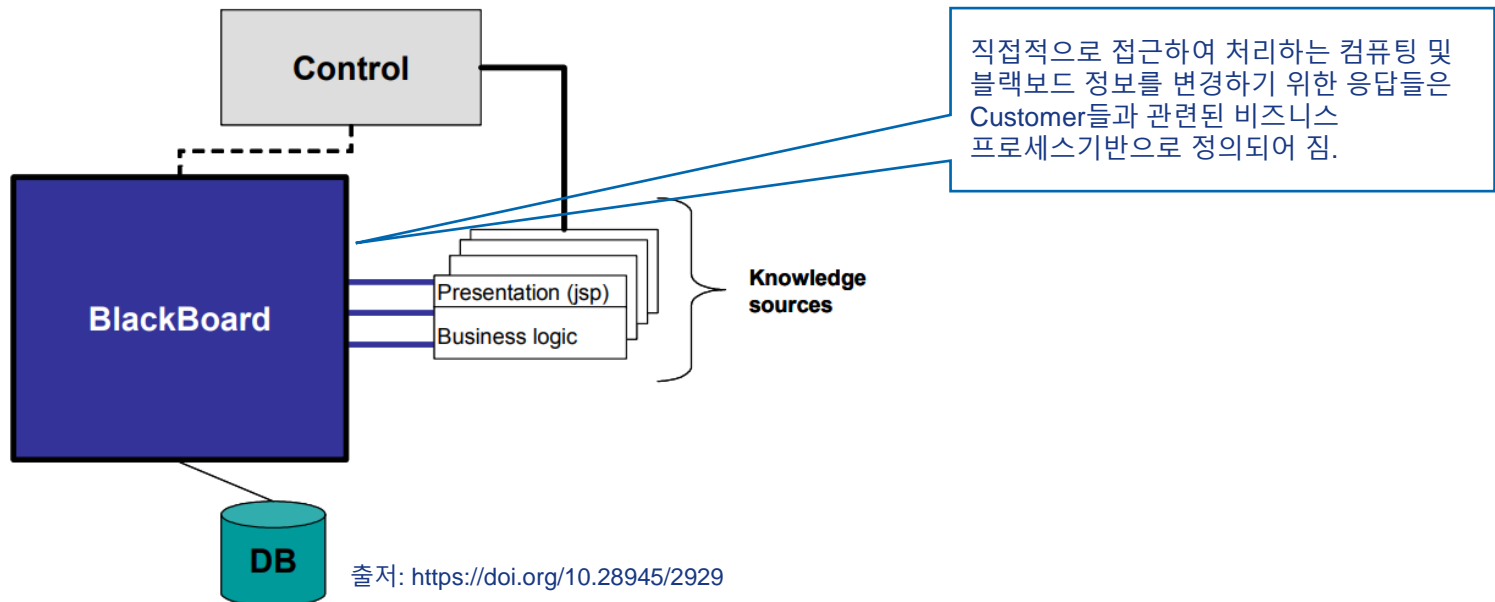 Control
직접적으로 접근하여 처리하는 컴퓨팅 및
블랙보드 정보를 변경하기 위한 응답들은
Customer들과 관련된 비즈니스
프로세스기반으로 정의되어 짐.
BlackBoard
Presentation (jsp)
Business logic
Knowledge
sources
DB
출저: https://doi.org/10.28945/2929